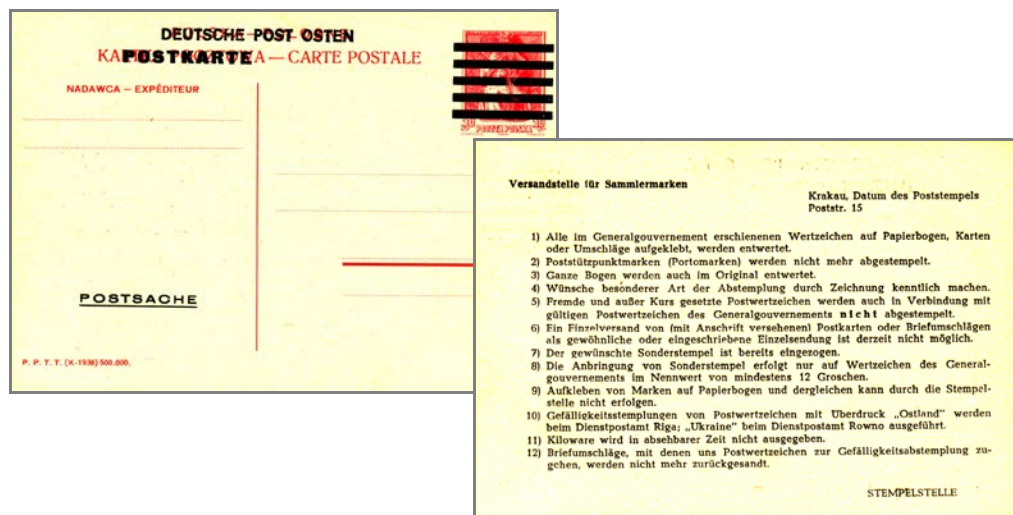 DEUTSCHE POST OSTEN
POSTKARTE
A — CARTE POSTALE
NADAWCA — EXPÉDITEUR
POCZTA POLSKA
POSTSACHE
P. P. T. T. (X-1938) 500.000.
Versandstelle für Sammlermarken
Krakau, Datum des Poststempels
Poststr. 15
1) Alle im Generalgouvernement erschienenen Wertzeichen auf Papierbogen, Karten
oder Umschläge aufgeklebt, werden entwertet.
2) Poststützpunktmarken (Portomarken) werden nicht mehr abgestempelt.
3) Ganze Bogen werden auch im Original entwertet.
4) Wünsche besonderer Art der Abstemplung durch Zeichnung kenntlich machen.
5) Fremde und außer Kurs gesetzte Postwertzeichen werden auch in Verbindung mit
gültigen Postwertzeichen des Generalgouvernements nicht abgestempelt.
6) Ein Einzelversand von (mit Anschrift versehenen) Postkarten oder Briefumschlägen
als gewöhnliche oder eingeschriebene Einzelsendung ist derzeit nicht möglich.
7) Der gewünschte Sonderstempel ist bereits eingezogen.
8) Die Anbringung von Sonderstempel erfolgt nur auf Wertzeichen des General-
gouvernements im Nennwert von mindestens 12 Groschen.
9) Aufkleben von Marken auf Papierbogen und dergleichen kann durch die Stempel-
stelle nicht erfolgen.
10) Gefälligkeitsstemplungen von Postwertzeichen mit Überdruck „Ostland" werden
beim Dienstpostamt Riga; „Ukraine" beim Dienstpostamt Rowno ausgeführt.
11) Kiloware wird in absehbarer Zeit nicht ausgegeben.
12) Briefumschläge, mit denen uns Postwertzeichen zur Gefälligkeitsabstemplung zu-
gehen, werden nicht mehr zurückgesandt.
STEMPELSTELLE